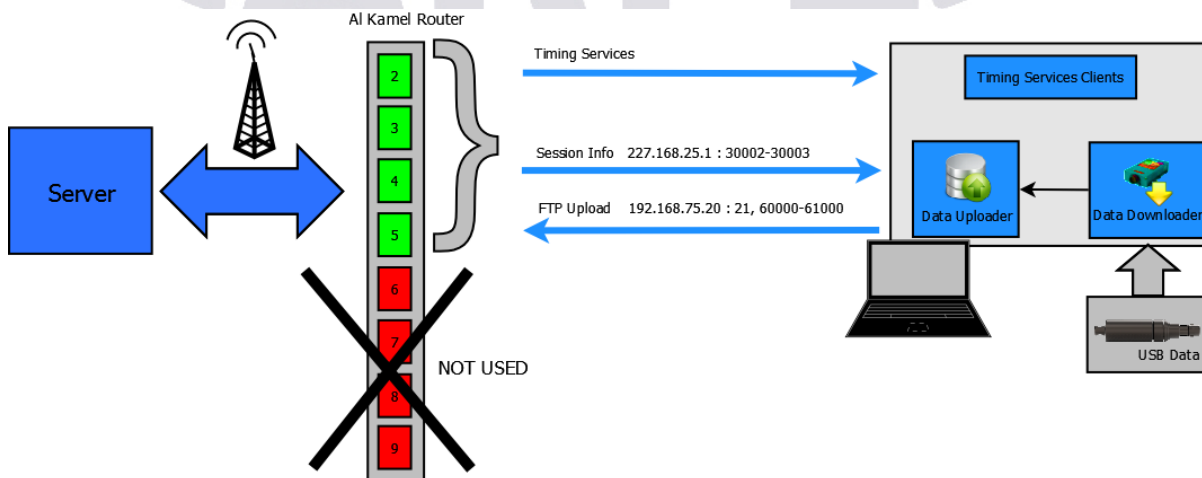 Al Kamel Router
2
3
4
5
6
7
8
9
NOT USED
Server
Timing Services
Session Info 227.168.25.1 : 30002-30003
FTP Upload 192.168.75.20 : 21, 60000-61000
Timing Services Clients
Data Uploader
Data Downloader
USB Data